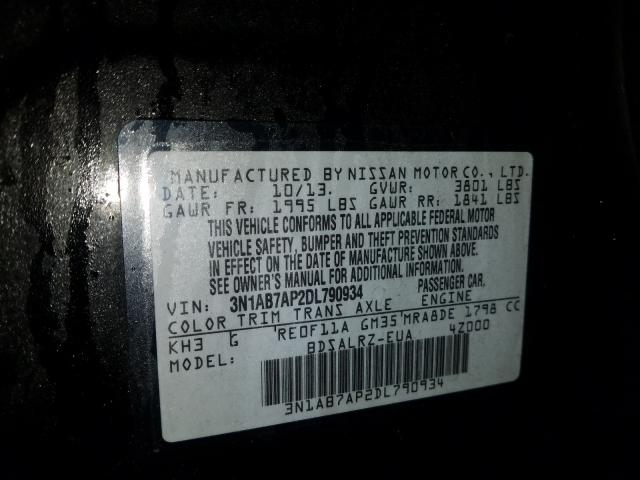 MANUFACTURED BY NISSAN MOTOR CO., LTD.
DATE: 10/13. GVWR: 3801 LBS
GAWR FR: 1995 LBS GAWR RR: 1841 LBS
THIS VEHICLE CONFORMS TO ALL APPLICABLE FEDERAL MOTOR
VEHICLE SAFETY, BUMPER AND THEFT PREVENTION STANDARDS
IN EFFECT ON THE DATE OF MANUFACTURE SHOWN ABOVE.
SEE OWNER'S MANUAL FOR ADDITIONAL INFORMATION.
VIN: 3N1AB7AP2DL790934 PASSENGER CAR.
COLOR TRIM TRANS AXLE ENGINE
KH3 G RE0F11A GM35 MRA8DE 1798 CC
MODEL: BDSALRZ-EUA 4Z000
3N1AB7AP2DL790934